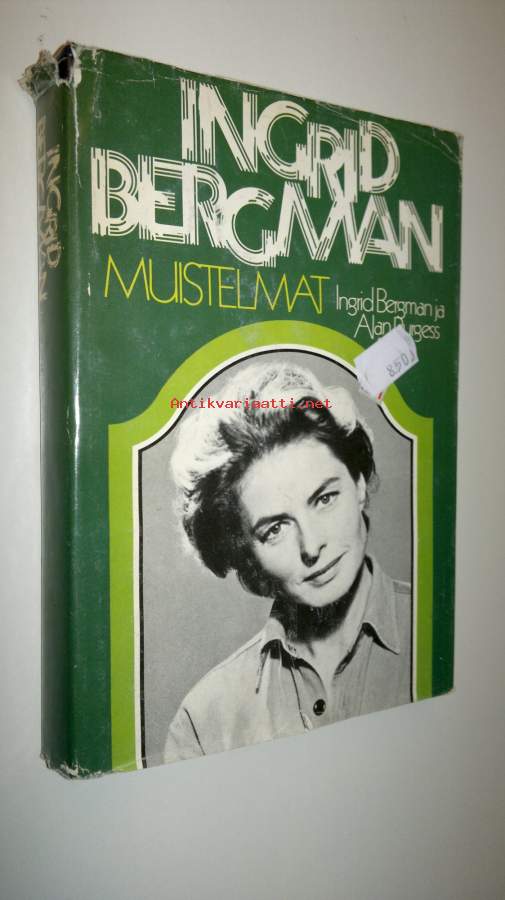 INGRID
BERGMAN
MUISTELMAT
Ingrid Bergman ja
Alan Burgess
Antikvariaatti.net
INGRID
BERGMAN